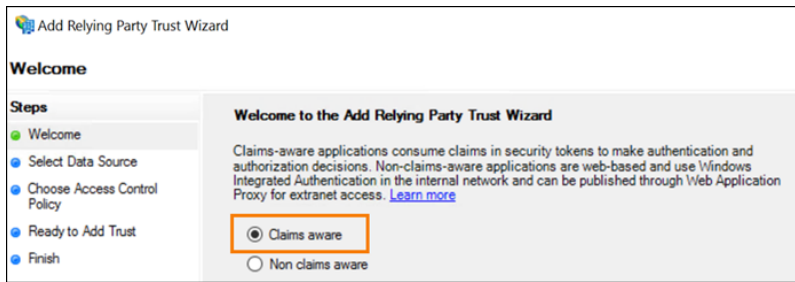 Add Relying Party Trust Wizard
Welcome
Steps
Welcome
Select Data Source
Choose Access Control
Policy
Ready to Add Trust
Finish
Welcome to the Add Relying Party Trust Wizard
Claims-aware applications consume claims in security tokens to make authentication and
authorization decisions. Non-claims-aware applications are web-based and use Windows
Integrated Authentication in the internal network and can be published through Web Application
Proxy for extranet access. Learn more
Claims aware
Non claims aware